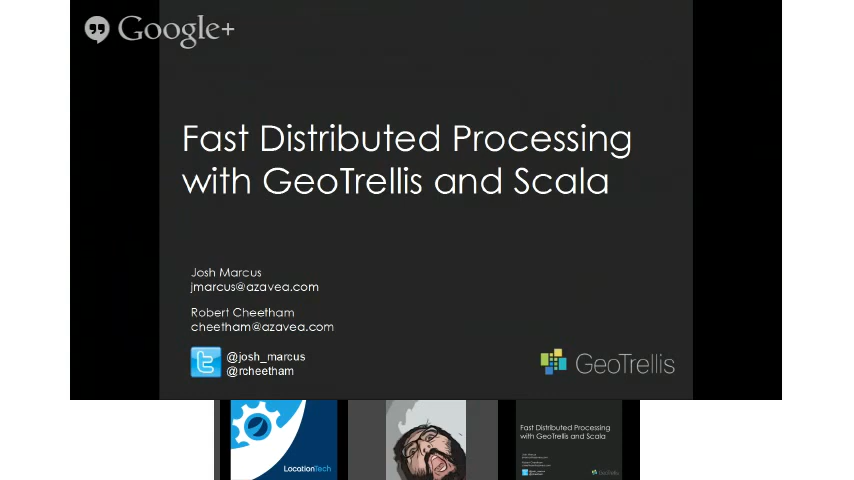 Google+
Fast Distributed Processing
with GeoTrellis and Scala
Josh Marcus
jmarcus@azavea.com
Robert Cheetham
cheetham@azavea.com
@josh_marcus
@rcheetham
GeoTrellis
LocationTech
Fast Distributed Processing
with GeoTrellis and Scala